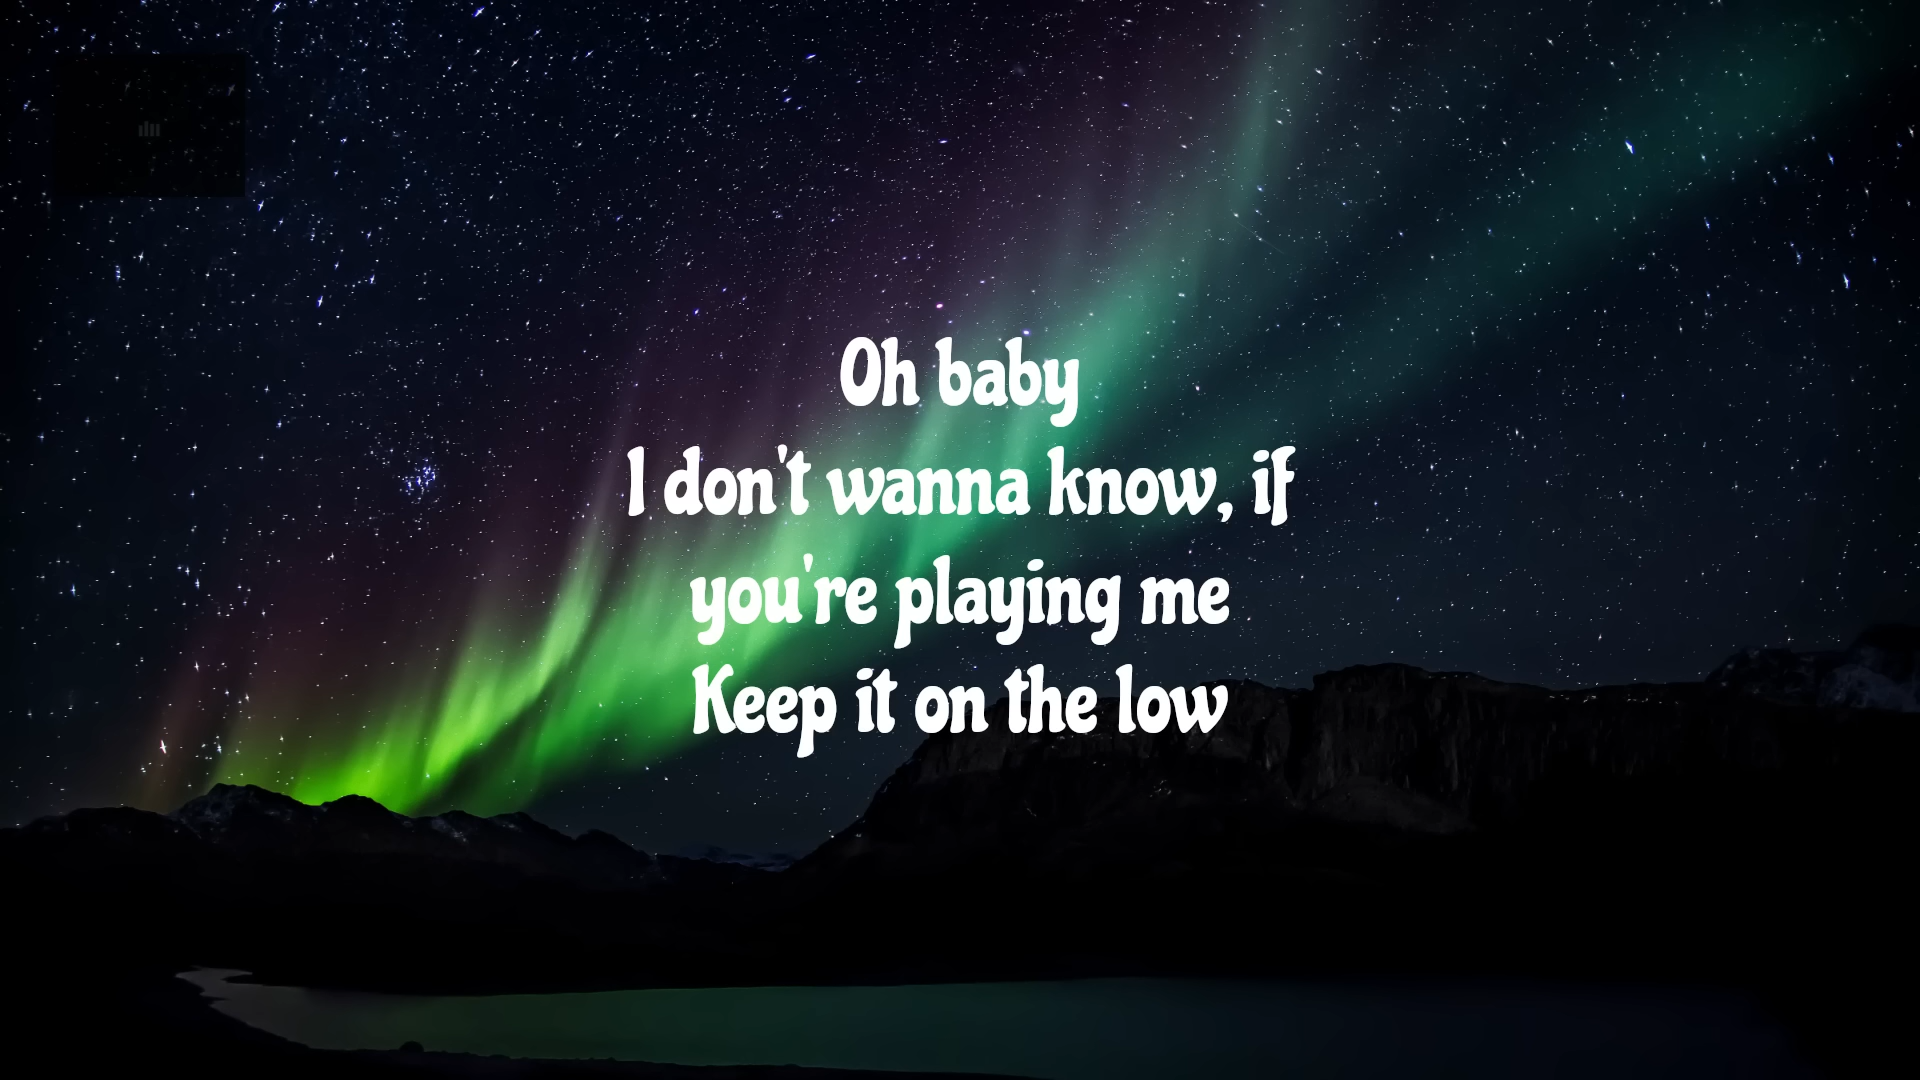 Oh baby
I don't wanna know, if
you're playing me
Keep it on the low